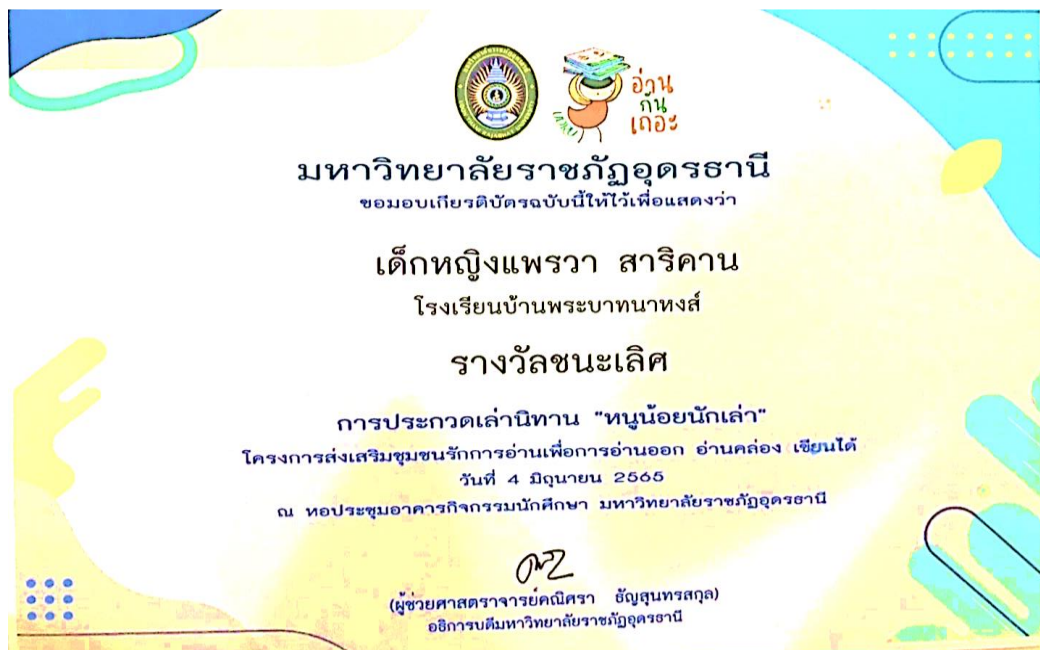 อ่าน
กัน
เถอะ
มหาวิทยาลัยราชภัฏอุดรธานี
ขอมอบเกียรติบัตรฉบับนี้ให้ไว้เพื่อแสดงว่า
เด็กหญิงแพรวา สาริคาน
โรงเรียนบ้านพระบาทนาหงส์
รางวัลชนะเลิศ
การประกวดเล่านิทาน "หนูน้อยนักเล่า"
โครงการส่งเสริมชุมชนรักการอ่านเพื่อการอ่านออก อ่านคล่อง เขียนได้
วันที่ 4 มิถุนายน 2565
ณ หอประชุมอาคารกิจกรรมนักศึกษา มหาวิทยาลัยราชภัฏอุดรธานี
(ผู้ช่วยศาสตราจารย์คณิศรา ธัญสุนทรสกุล)
อธิการบดีมหาวิทยาลัยราชภัฏอุดรธานี